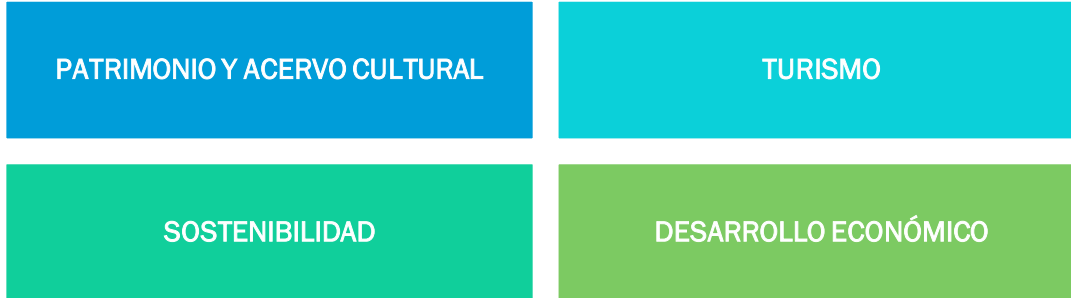 PATRIMONIO Y ACERVO CULTURAL
TURISMO
SOSTENIBILIDAD
DESARROLLO ECONÓMICO